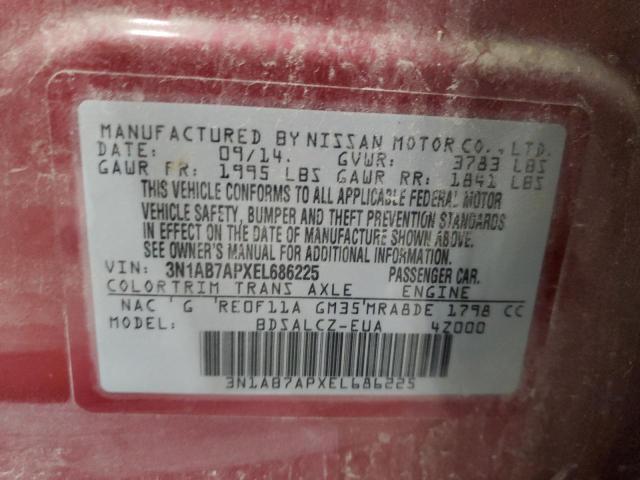 MANUFACTURED BY NISSAN MOTOR CO., LTD.
DATE: 09/14. GVWR: 3783 LBS
GAWR FR: 1995 LBS GAWR RR: 1841 LBS
THIS VEHICLE CONFORMS TO ALL APPLICABLE FEDERAL MOTOR
VEHICLE SAFETY, BUMPER AND THEFT PREVENTION STANDARDS
IN EFFECT ON THE DATE OF MANUFACTURE SHOWN ABOVE.
SEE OWNER'S MANUAL FOR ADDITIONAL INFORMATION.
VIN: 3N1AB7APXEL686225 PASSENGER CAR.
COLOR TRIM TRANS AXLE ENGINE
NAC 'G 'RE0F11A GM35'MRA8DE 1798 CC
MODEL: BDSALCZ-EUA 4Z000
3N1AB7APXEL686225